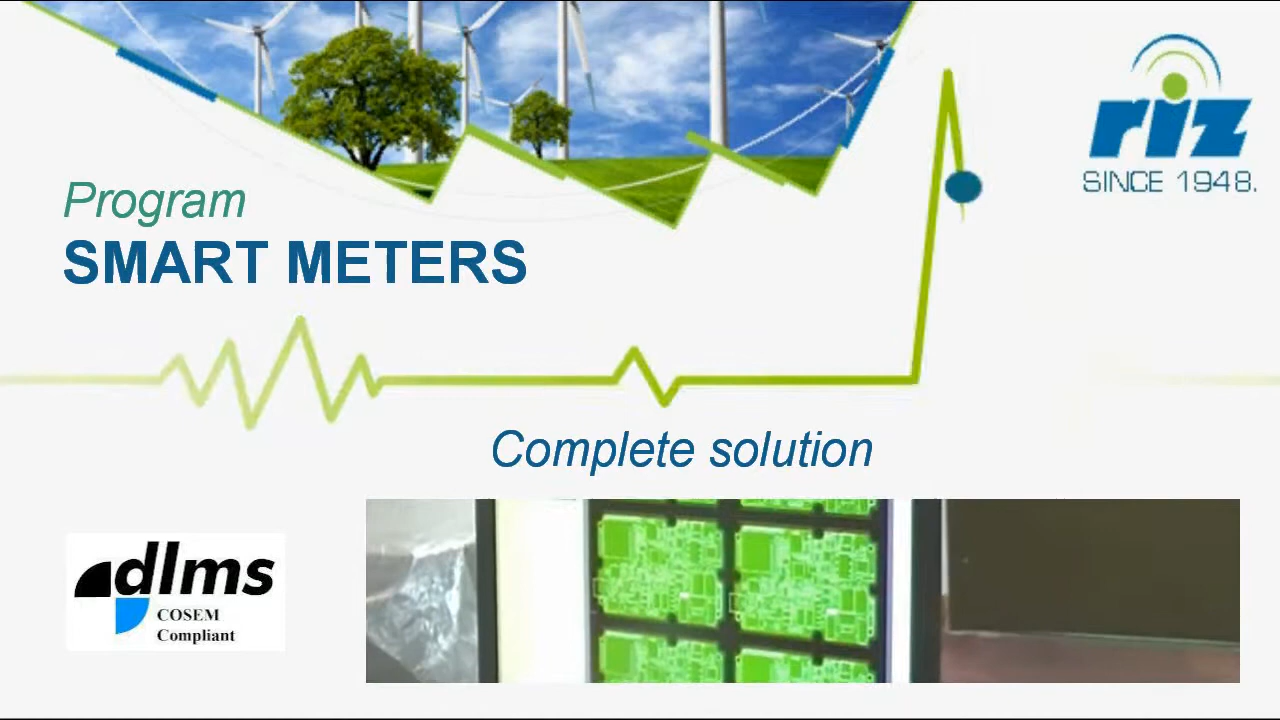 riz
SINCE 1948.
Program
SMART METERS
Complete solution
dlms
COSEM
Compliant